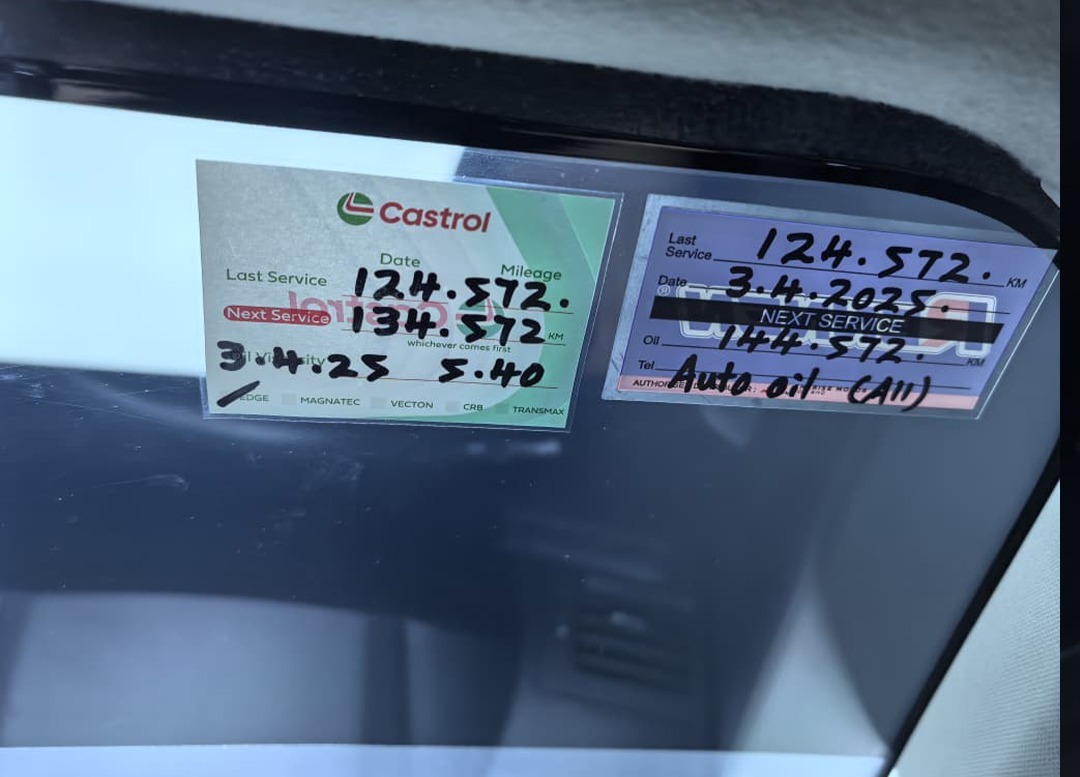 Castrol
Date Mileage
Last Service 124.572.
Next Service 134.572 KM
whichever comes first
3.4.25 5.40
EDGE MAGNATEC VECTON CRB TRANSMAX
Last
Service 124.572. KM
Date 3.4.2025.
NEXT SERVICE
Oil 144.572. KM
Tel Auto oil (All)